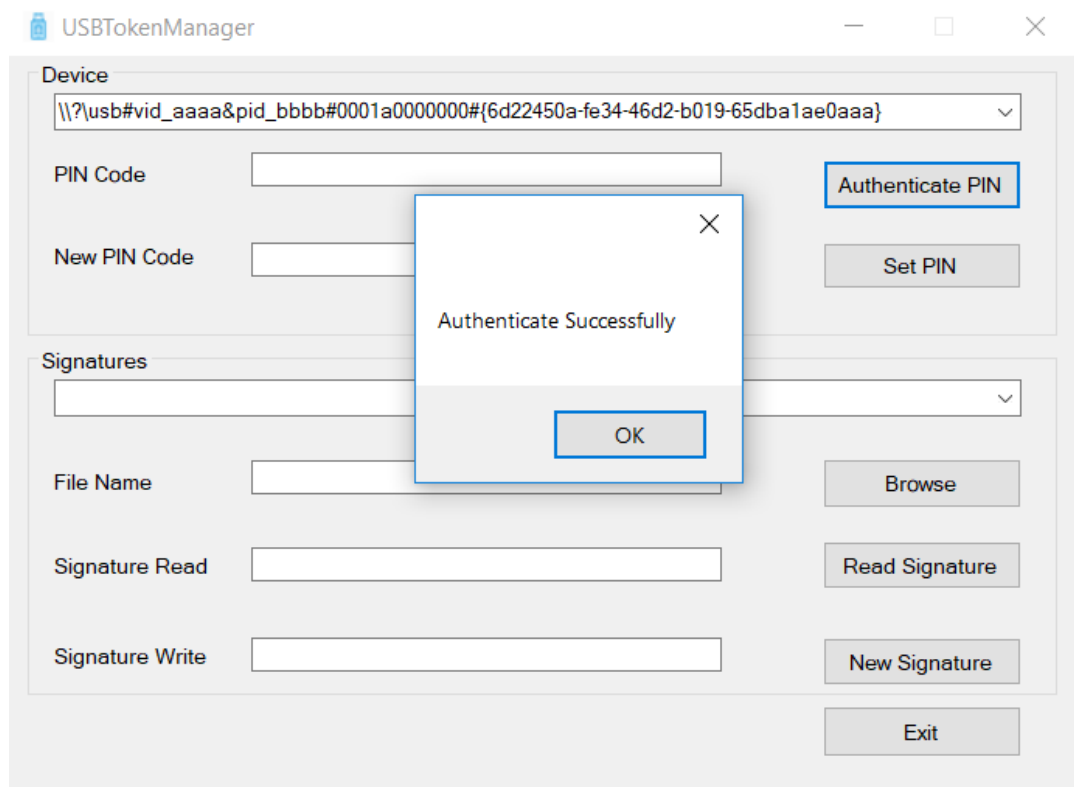 USBTokenManager
Device
\\?\usb#vid_aaaa&pid_bbbb#0001a0000000#{6d22450a-fe34-46d2-b019-65dba1ae0aaa}
PIN Code
Authenticate PIN
New PIN Code
Set PIN
Authenticate Successfully
OK
Signatures
File Name
Browse
Signature Read
Read Signature
Signature Write
New Signature
Exit